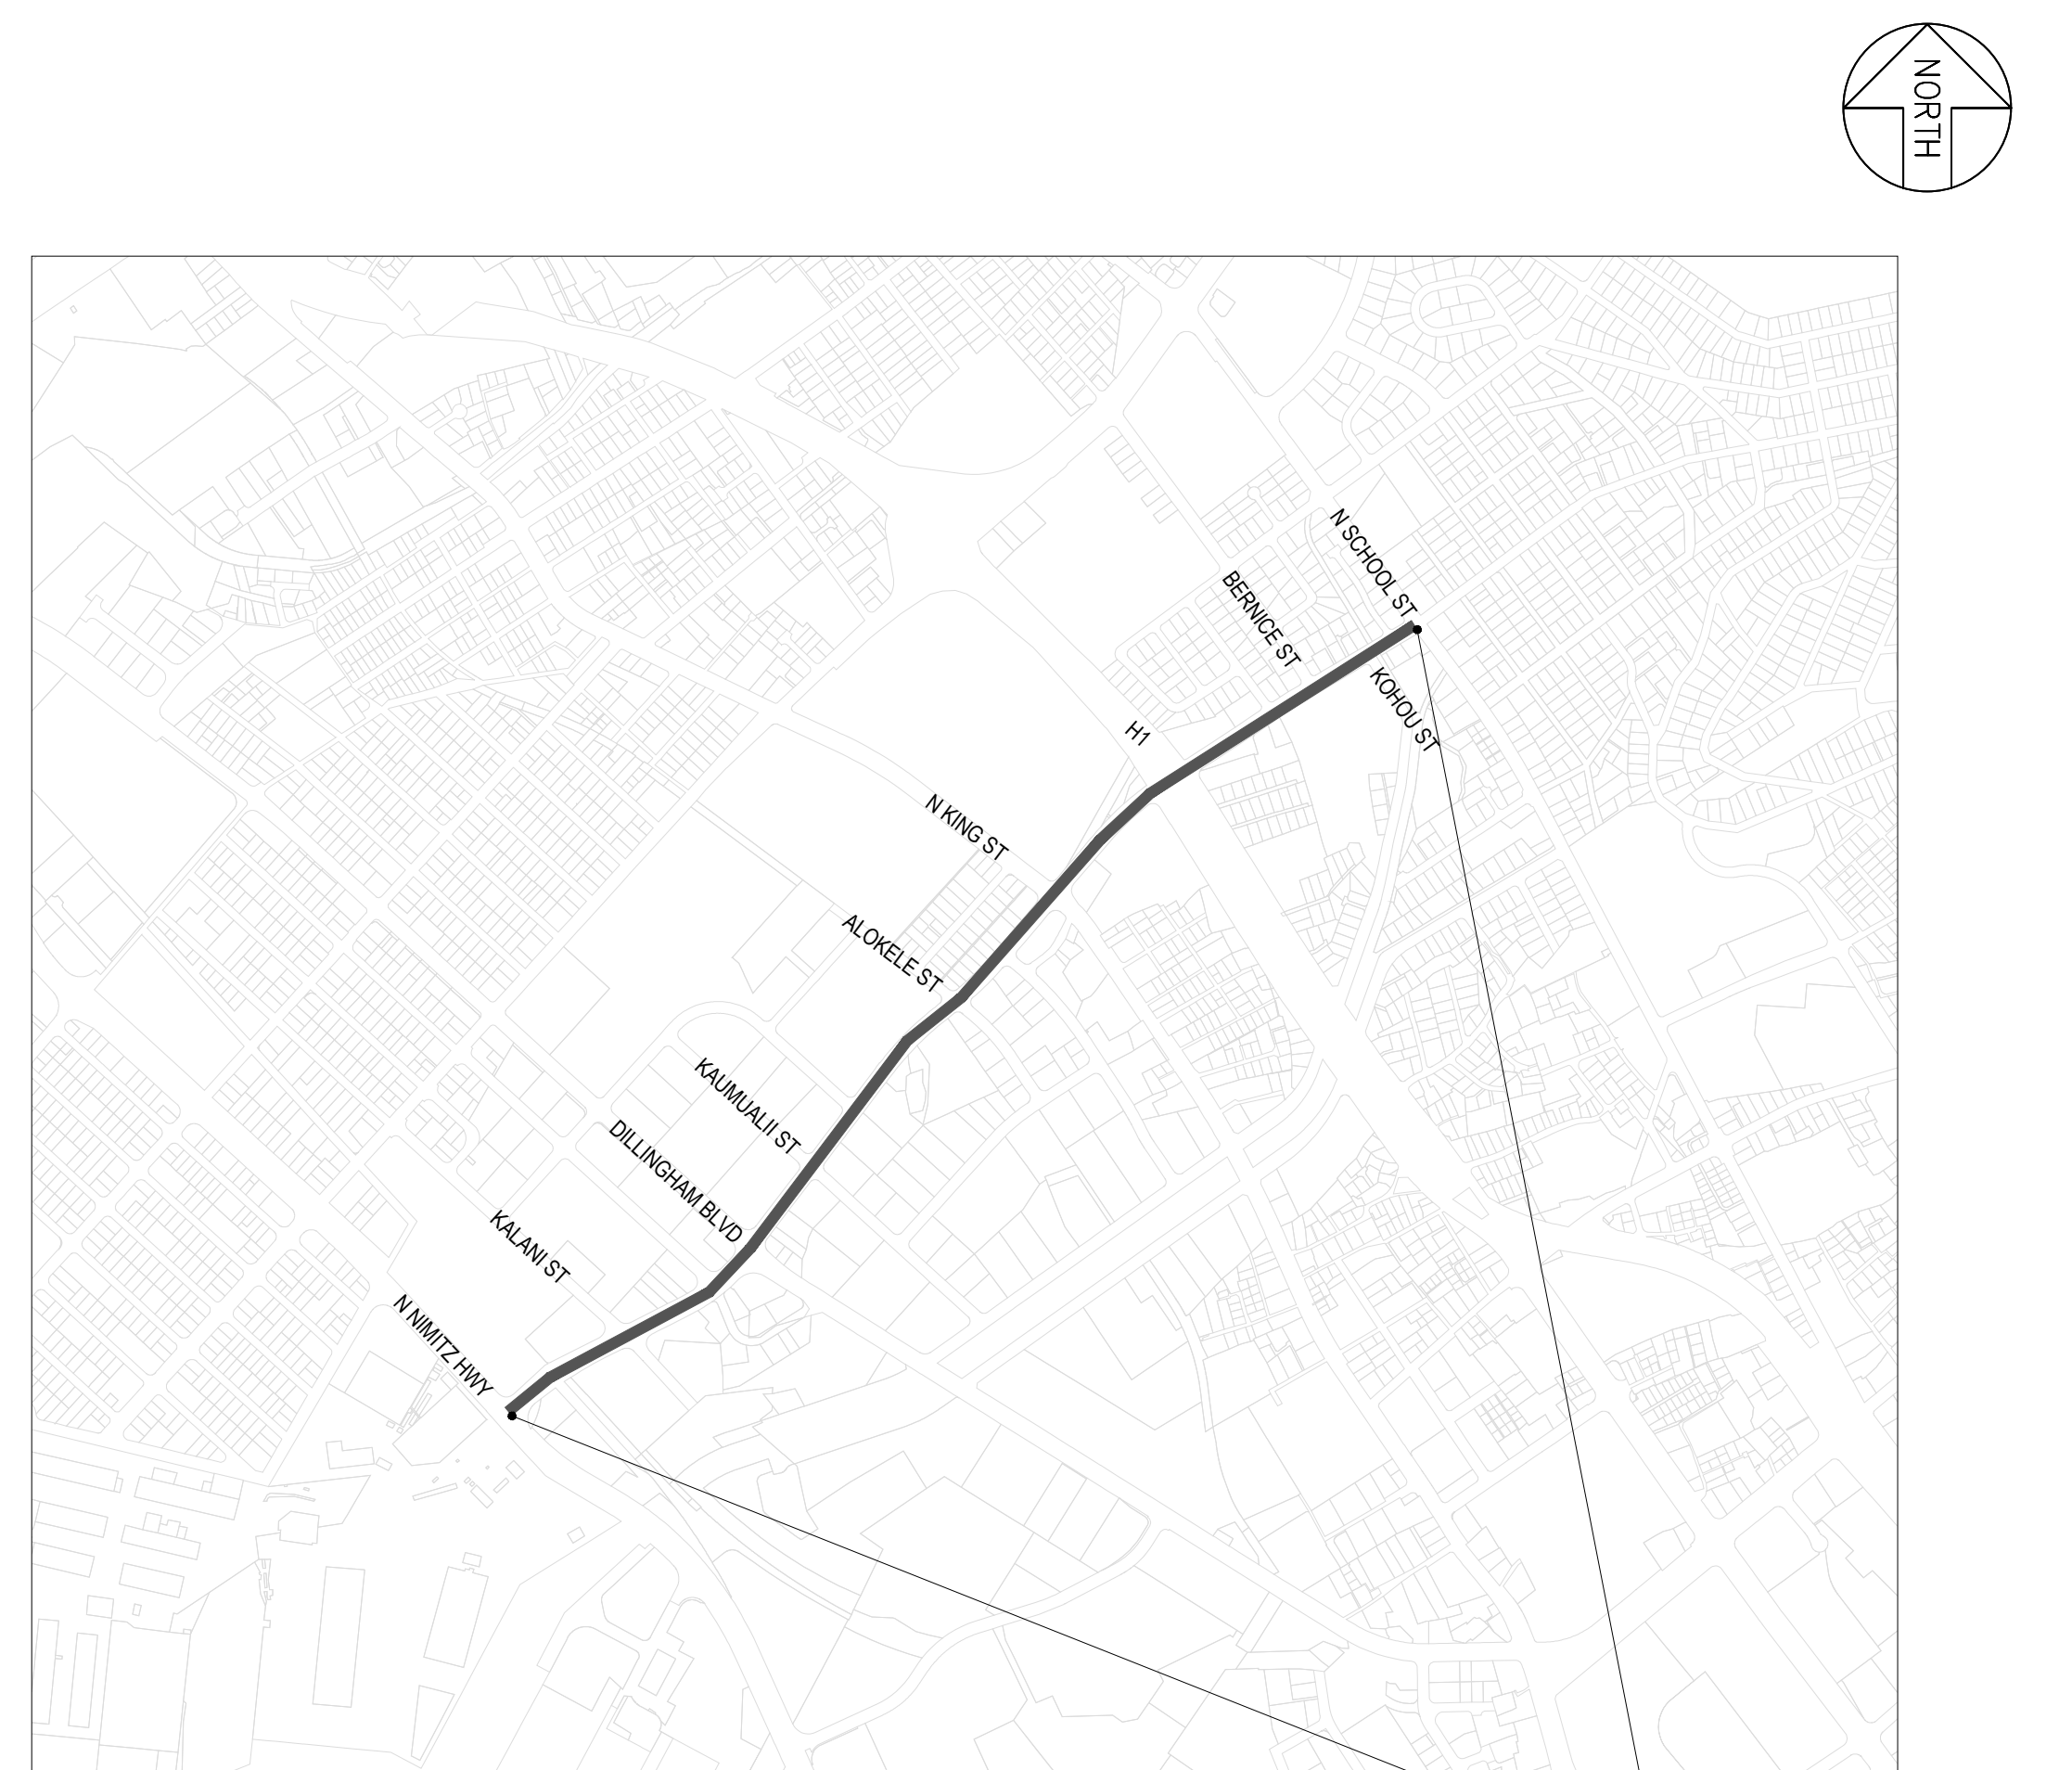 NORTH
N SCHOOL ST
BERNICE ST
KOHOU ST
H1
N KING ST
ALOKELE ST
KAUMUALII ST
DILLINGHAM BLVD
KALANI ST
N NIMITZ HWY